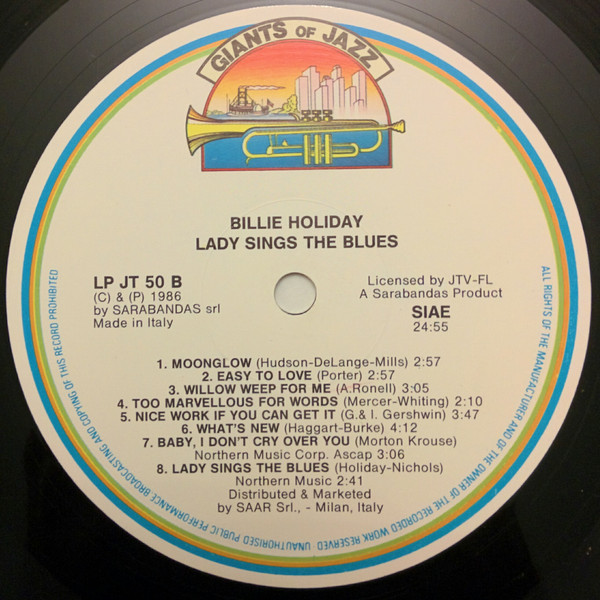 GIANTS OF JAZZ
BILLIE HOLIDAY
LADY SINGS THE BLUES
LP JT 50 B
(C) & (P) 1986
by SARABANDAS srl
Made in Italy
Licensed by JTV-FL
A Sarabandas Product
SIAE
24:55
1. MOONGLOW (Hudson-DeLange-Mills) 2:57
2. EASY TO LOVE (Porter) 2:57
3. WILLOW WEEP FOR ME (A.Ronell) 3:05
4. TOO MARVELLOUS FOR WORDS (Mercer-Whiting) 2:10
5. NICE WORK IF YOU CAN GET IT (G.& I. Gershwin) 3:47
6. WHAT'S NEW (Haggart-Burke) 4:12
7. BABY, I DON'T CRY OVER YOU (Morton Krouse)
Northern Music Corp. Ascap 3:06
8. LADY SINGS THE BLUES (Holiday-Nichols)
Northern Music 2:41
Distributed & Marketed
by SAAR Srl., - Milan, Italy
ALL RIGHTS OF THE MANUFACTURER AND OF THE OWNER OF THE RECORDED WORK RESERVED UNAUTHORISED PUBLIC PERFORMANCE BROADCASTING AND COPYING OF THIS RECORD PROHIBITED